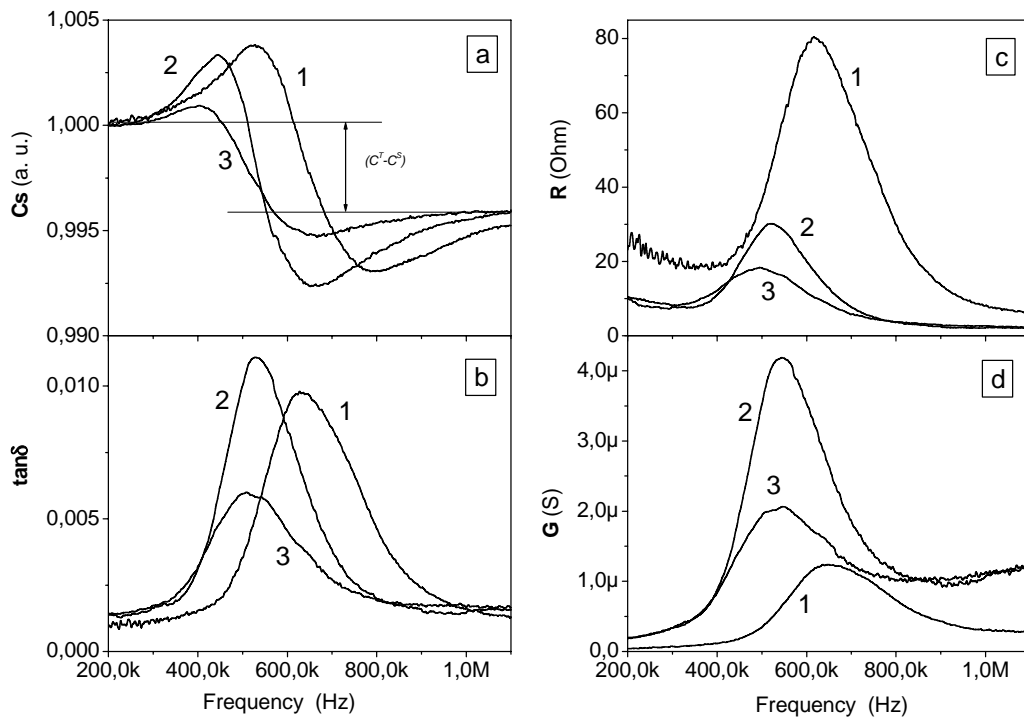 1,005
1,000
0,995
0,990
Cs (a. u.)
a
2
1
3
(Cᵀ-Cˢ)
0,010
0,005
0,000
tanδ
b
2
1
3
200,0k 400,0k 600,0k 800,0k 1,0M
Frequency (Hz)
80
60
40
20
0
R (Ohm)
c
1
2
3
4,0µ
3,0µ
2,0µ
1,0µ
0,0
G (S)
d
2
3
1
200,0k 400,0k 600,0k 800,0k 1,0M
Frequency (Hz)